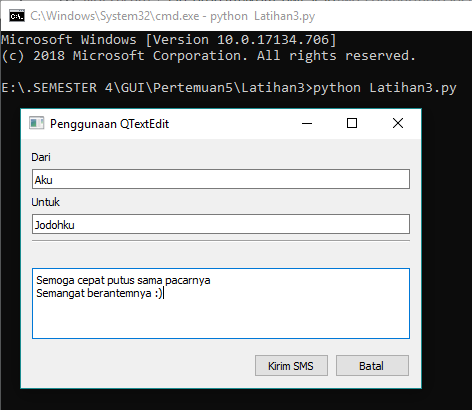 C:\Windows\System32\cmd.exe - python Latihan3.py
Microsoft Windows [Version 10.0.17134.706]
(c) 2018 Microsoft Corporation. All rights reserved.
E:\.SEMESTER 4\GUI\Pertemuan5\Latihan3>python Latihan3.py
Penggunaan QTextEdit
Dari
Aku
Untuk
Jodohku
Semoga cepat putus sama pacarnya
Semangat berantemnya :)
Kirim SMS
Batal